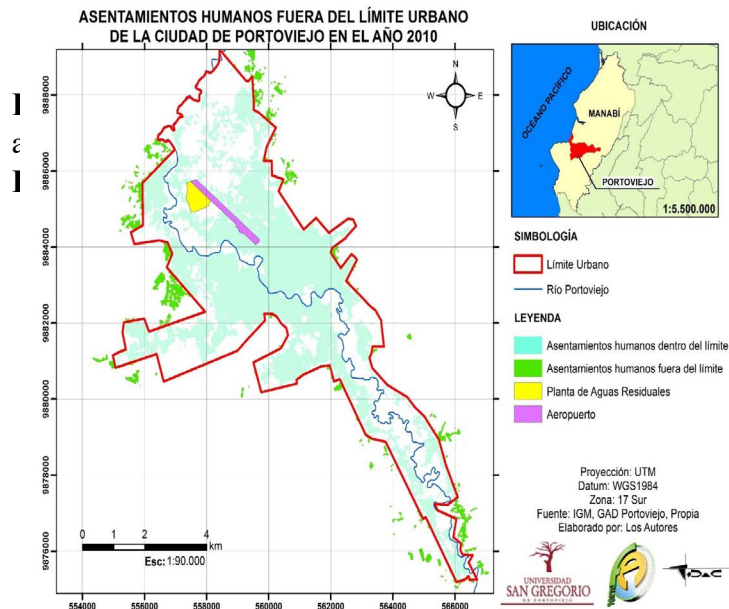 ASENTAMIENTOS HUMANOS FUERA DEL LÍMITE URBANO
DE LA CIUDAD DE PORTOVIEJO EN EL AÑO 2010
N
W
E
S
9888000
9886000
9884000
9882000
9880000
9878000
9876000
0 1 2 4
km
Esc: 1:90.000
554000 556000 558000 560000 562000 564000 566000
UBICACIÓN
OCÉANO PACÍFICO
MANABÍ
PORTOVIEJO
1:5.500.000
SIMBOLOGÍA
Límite Urbano
Río Portoviejo
LEYENDA
Asentamientos humanos dentro del límite
Asentamientos humanos fuera del límite
Planta de Aguas Residuales
Aeropuerto
Proyección: UTM
Datum: WGS1984
Zona: 17 Sur
Fuente: IGM, GAD Portoviejo, Propia
Elaborado por: Los Autores
UNIVERSIDAD
SAN GREGORIO
DE PORTOVIEJO